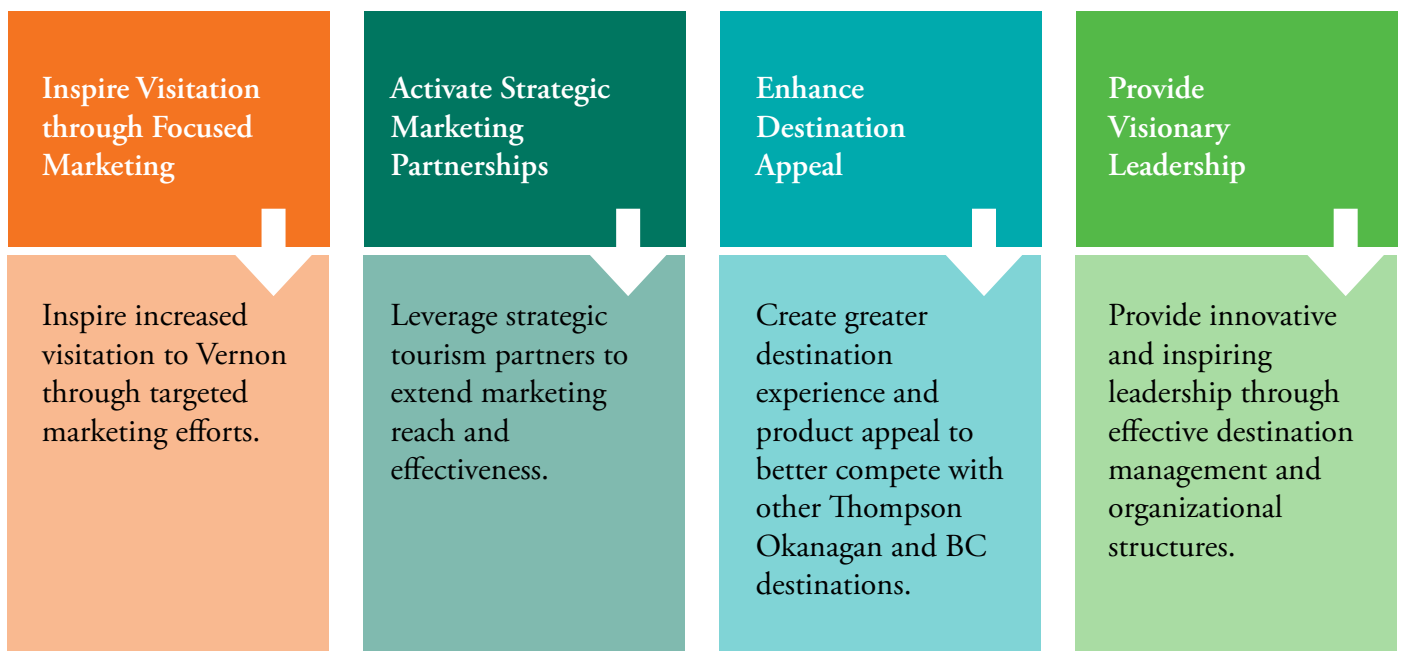 Inspire Visitation
through Focused
Marketing
Inspire increased
visitation to Vernon
through targeted
marketing efforts.
Activate Strategic
Marketing
Partnerships
Leverage strategic
tourism partners to
extend marketing
reach and
effectiveness.
Enhance
Destination
Appeal
Create greater
destination
experience and
product appeal to
better compete with
other Thompson
Okanagan and BC
destinations.
Provide
Visionary
Leadership
Provide innovative
and inspiring
leadership through
effective destination
management and
organizational
structures.